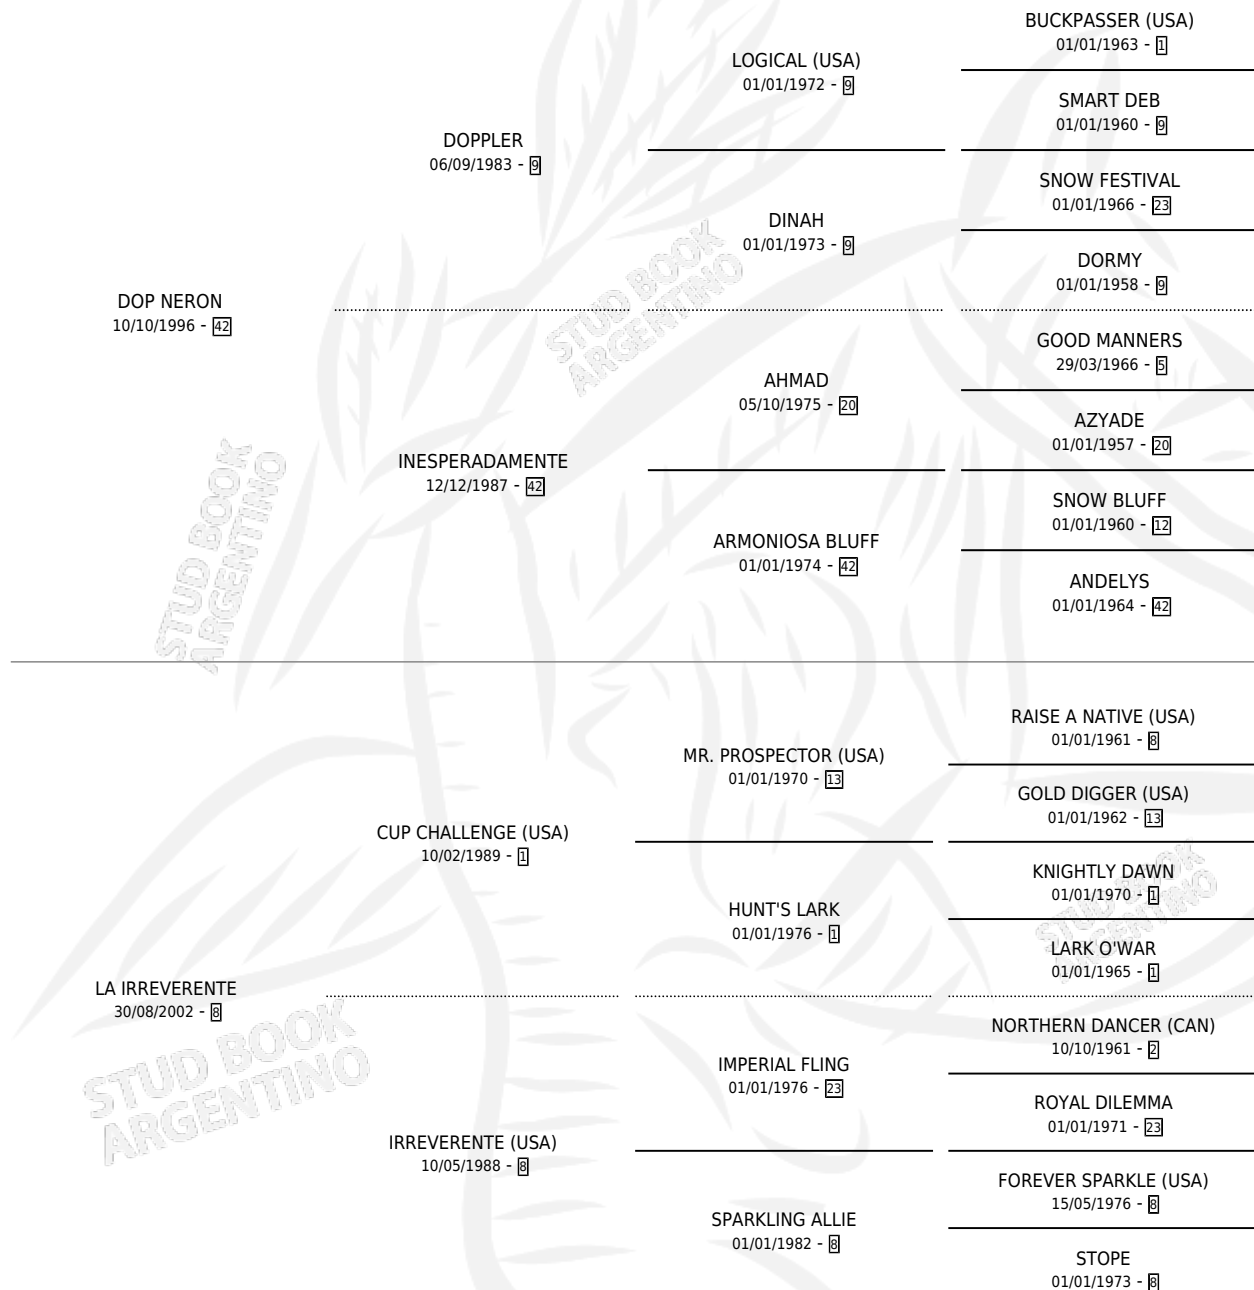 BUCKPASSER (USA)
01/01/1963 - 1
LOGICAL (USA)
01/01/1972 - 9
SMART DEB
01/01/1960 - 9
DOPPLER
06/09/1983 - 9
SNOW FESTIVAL
01/01/1966 - 23
DINAH
01/01/1973 - 9
DORMY
01/01/1958 - 9
DOP NERON
10/10/1996 - 42
GOOD MANNERS
29/03/1966 - 5
AHMAD
05/10/1975 - 20
AZYADE
01/01/1957 - 20
INESPERADAMENTE
12/12/1987 - 42
SNOW BLUFF
01/01/1960 - 12
ARMONIOSA BLUFF
01/01/1974 - 42
ANDELYS
01/01/1964 - 42
RAISE A NATIVE (USA)
01/01/1961 - 8
MR. PROSPECTOR (USA)
01/01/1970 - 13
GOLD DIGGER (USA)
01/01/1962 - 13
CUP CHALLENGE (USA)
10/02/1989 - 1
KNIGHTLY DAWN
01/01/1970 - 1
HUNT'S LARK
01/01/1976 - 1
LARK O'WAR
01/01/1965 - 1
LA IRREVERENTE
30/08/2002 - 8
NORTHERN DANCER (CAN)
10/10/1961 - 2
IMPERIAL FLING
01/01/1976 - 23
ROYAL DILEMMA
01/01/1971 - 23
IRREVERENTE (USA)
10/05/1988 - 8
FOREVER SPARKLE (USA)
15/05/1976 - 8
SPARKLING ALLIE
01/01/1982 - 8
STOPE
01/01/1973 - 8
STUD BOOK
ARGENTINO
STUD BOOK
ARGENTINO
STUD BOOK
ARGENTINO
STUD BOOK
ARGENTINO